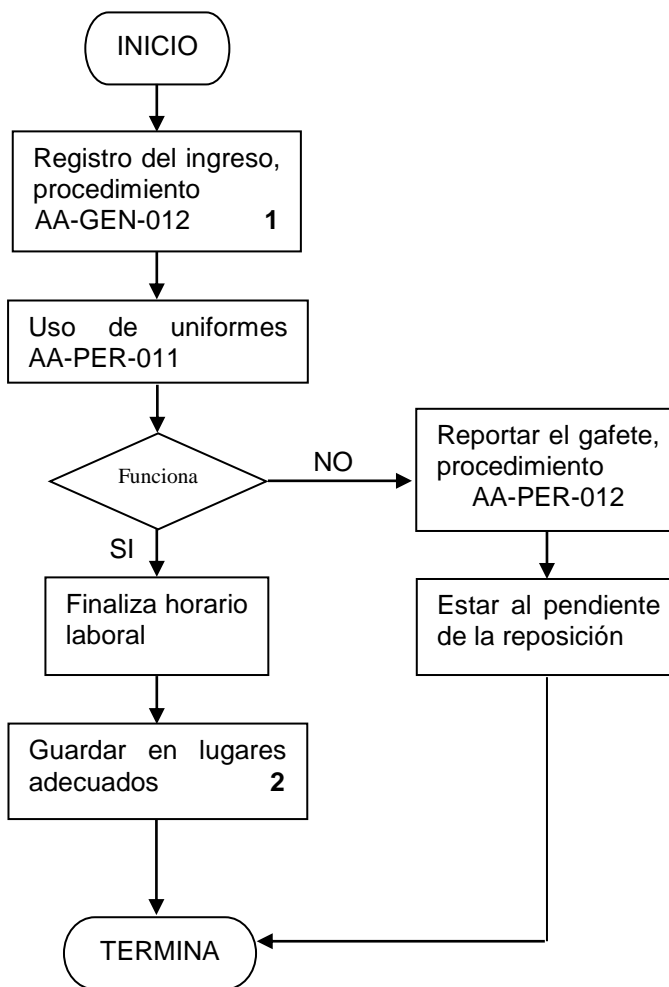 INICIO
Registro del ingreso,
procedimiento
AA-GEN-012 1
Uso de uniformes
AA-PER-011
Funciona
NO
Reportar el gafete,
procedimiento
AA-PER-012
SI
Finaliza horario
laboral
Estar al pendiente
de la reposición
Guardar en lugares
adecuados 2
TERMINA